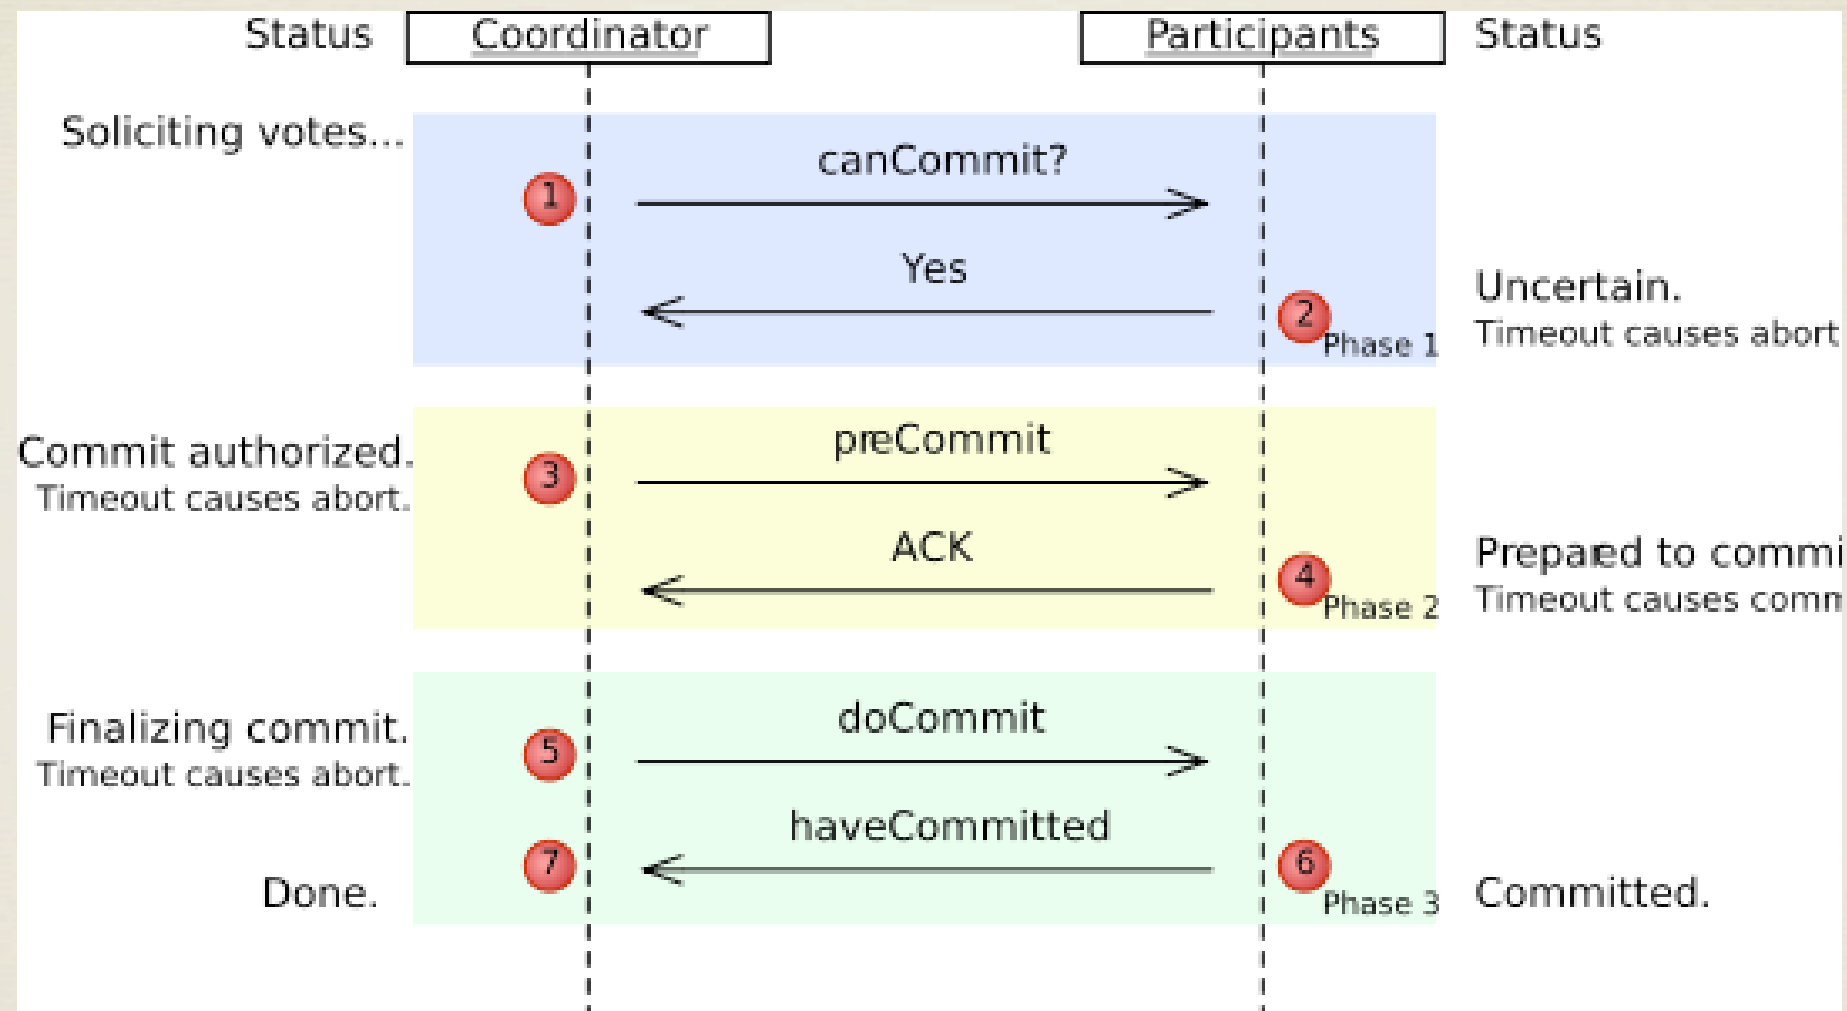 Status Coordinator Participants Status
Soliciting votes...
canCommit?
1
Yes
2
Phase 1
Uncertain.
Timeout causes abort
Commit authorized.
Timeout causes abort.
preCommit
3
ACK
4
Phase 2
Prepared to commi
Timeout causes comm
Finalizing commit.
Timeout causes abort.
doCommit
5
haveCommitted
7
6
Phase 3
Done.
Committed.